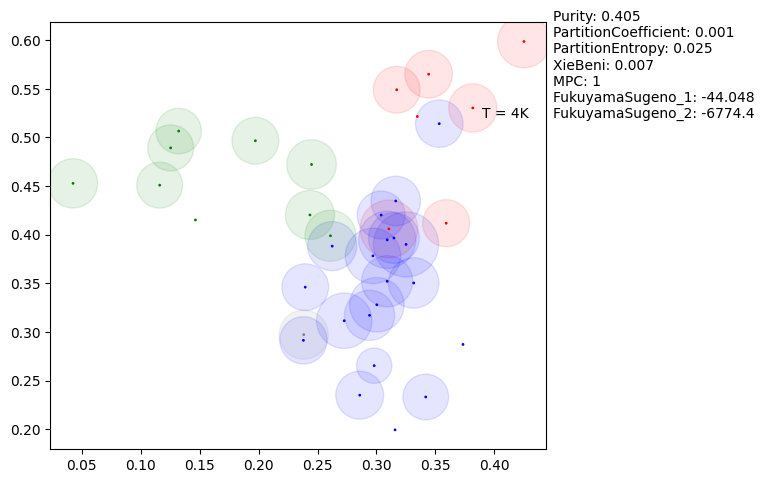 Purity: 0.405
PartitionCoefficient: 0.001
PartitionEntropy: 0.025
XieBeni: 0.007
MPC: 1
FukuyamaSugeno_1: -44.048
FukuyamaSugeno_2: -6774.4
T = 4K
0.60
0.55
0.50
0.45
0.40
0.35
0.30
0.25
0.20
0.05 0.10 0.15 0.20 0.25 0.30 0.35 0.40